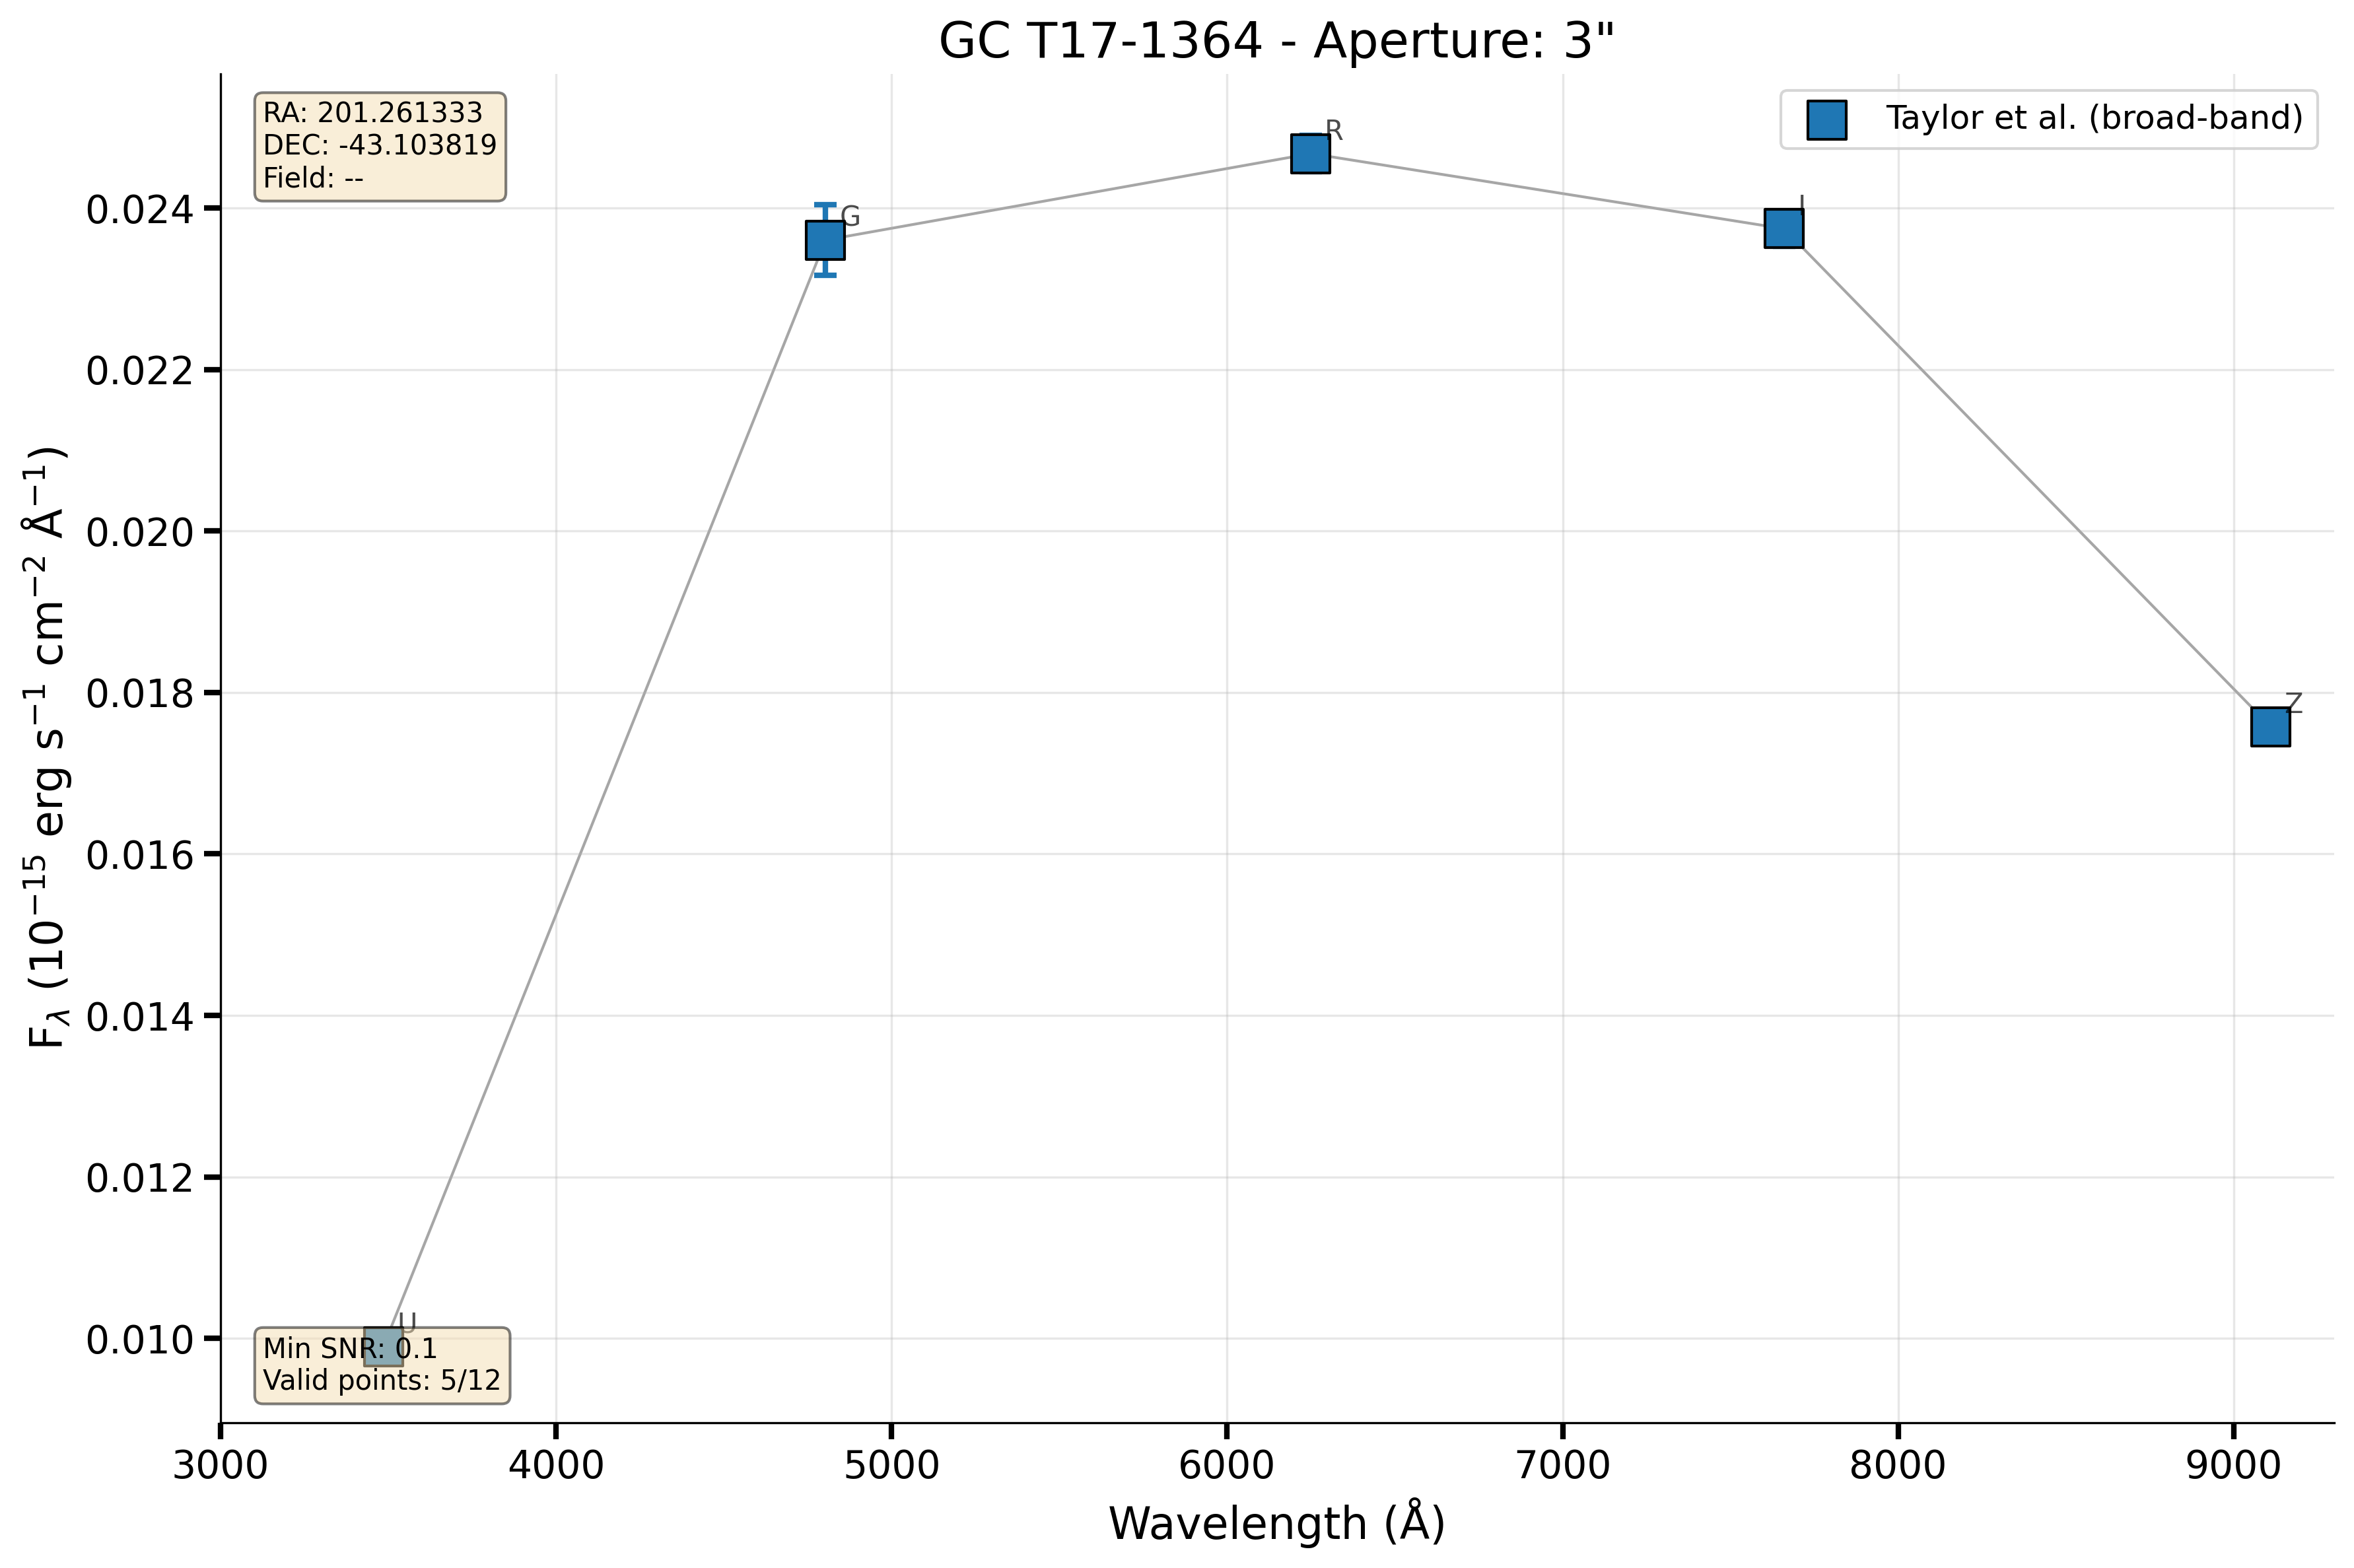 GC T17-1364 - Aperture: 3"
RA: 201.261333
DEC: -43.103819
Field: --
Taylor et al. (broad-band)
R
G
I
Z
U
Min SNR: 0.1
Valid points: 5/12
F_λ (10⁻¹⁵ erg s⁻¹ cm⁻² Å⁻¹)
0.024
0.022
0.020
0.018
0.016
0.014
0.012
0.010
3000 4000 5000 6000 7000 8000 9000
Wavelength (Å)